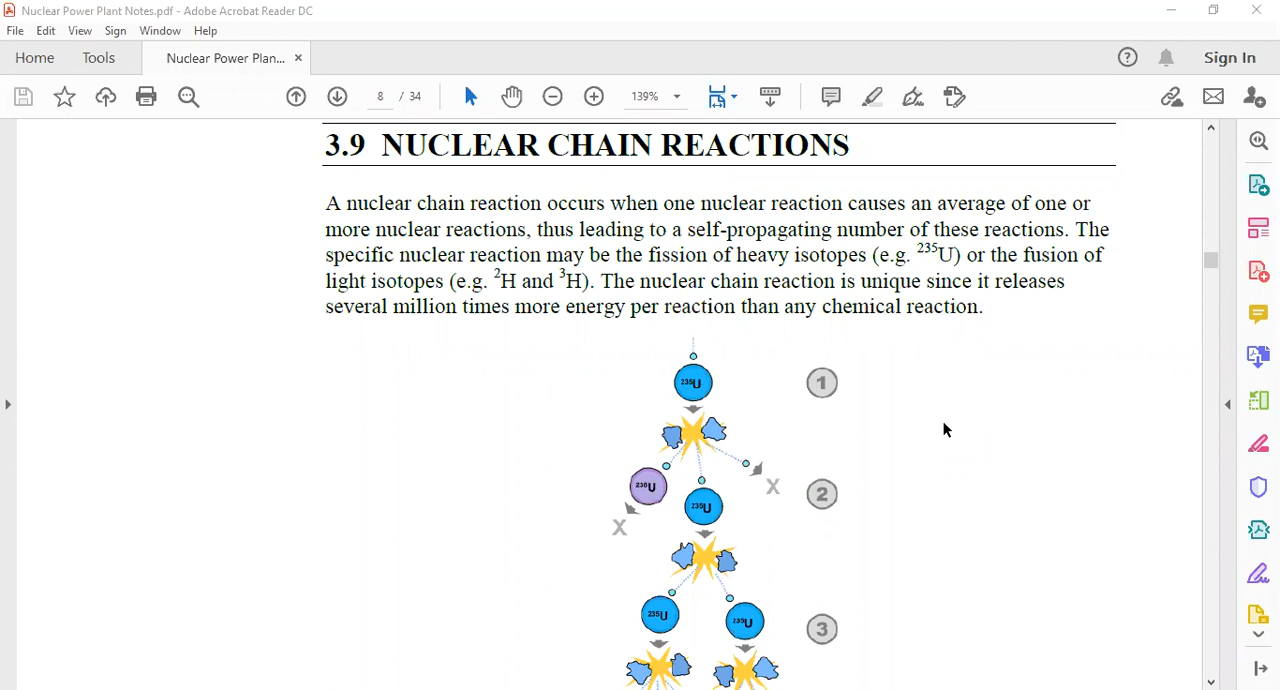 Nuclear Power Plant Notes.pdf - Adobe Acrobat Reader DC
File Edit View Sign Window Help
Home Tools Nuclear Power Plan... × Sign In
8 / 34 139%
3.9 NUCLEAR CHAIN REACTIONS
A nuclear chain reaction occurs when one nuclear reaction causes an average of one or
more nuclear reactions, thus leading to a self-propagating number of these reactions. The
specific nuclear reaction may be the fission of heavy isotopes (e.g. ²³⁵U) or the fusion of
light isotopes (e.g. ²H and ³H). The nuclear chain reaction is unique since it releases
several million times more energy per reaction than any chemical reaction.
²³⁵U 1
²³⁸U X 2
²³⁵U
X
²³⁵U ²³⁵U 3